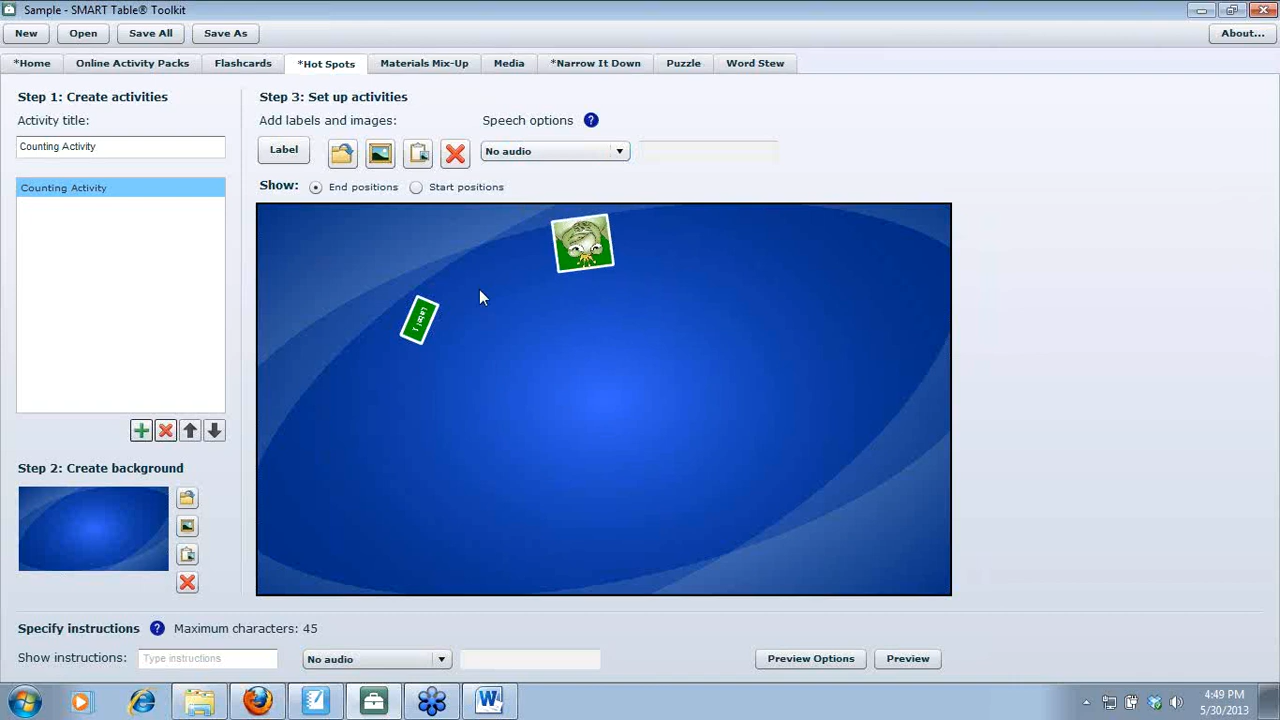 Sample - SMART Table® Toolkit
New Open Save All Save As About...
*Home Online Activity Packs Flashcards *Hot Spots Materials Mix-Up Media *Narrow It Down Puzzle Word Stew
Step 1: Create activities
Activity title:
Counting Activity
Counting Activity
Step 2: Create background
Step 3: Set up activities
Add labels and images: Speech options ?
Label No audio
Show: End positions Start positions
Label 1
Specify instructions ? Maximum characters: 45
Show instructions: Type instructions No audio Preview Options Preview
4:49 PM
5/30/2013